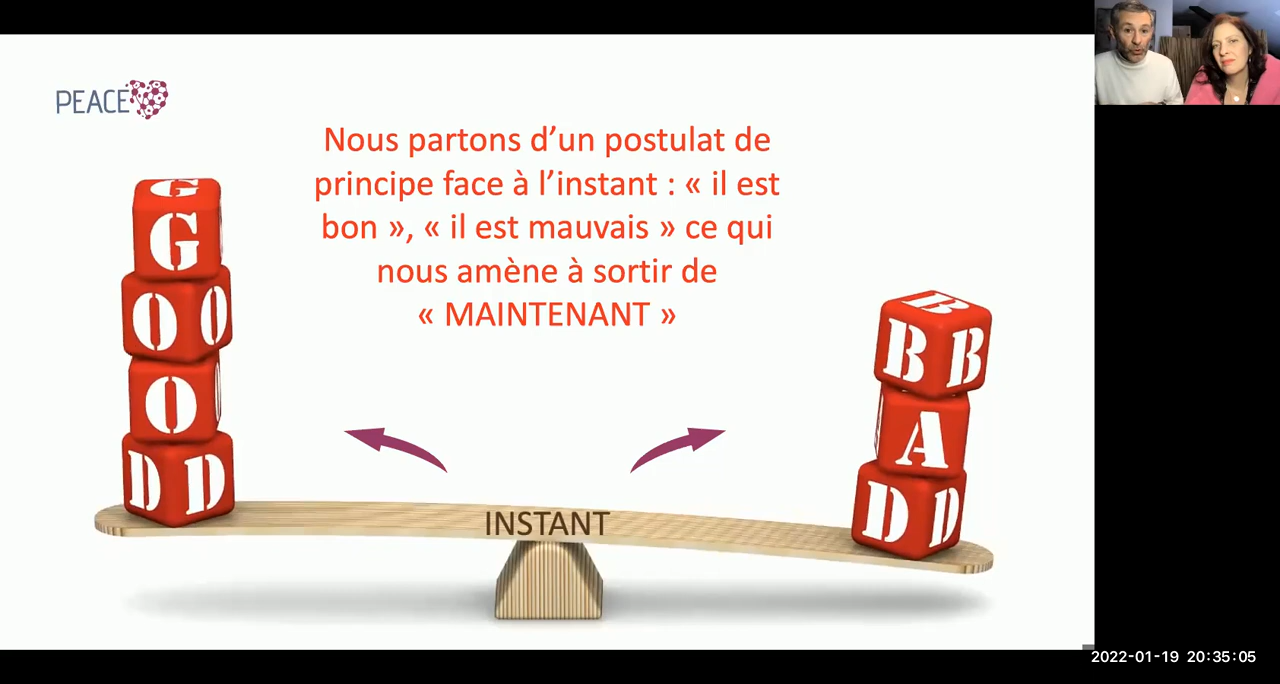 PEACE
Nous partons d’un postulat de
principe face à l’instant : « il est
bon », « il est mauvais » ce qui
nous amène à sortir de
« MAINTENANT »
G
G
O O
O
D D
B
B B
A
D D
INSTANT
2022-01-19 20:35:05